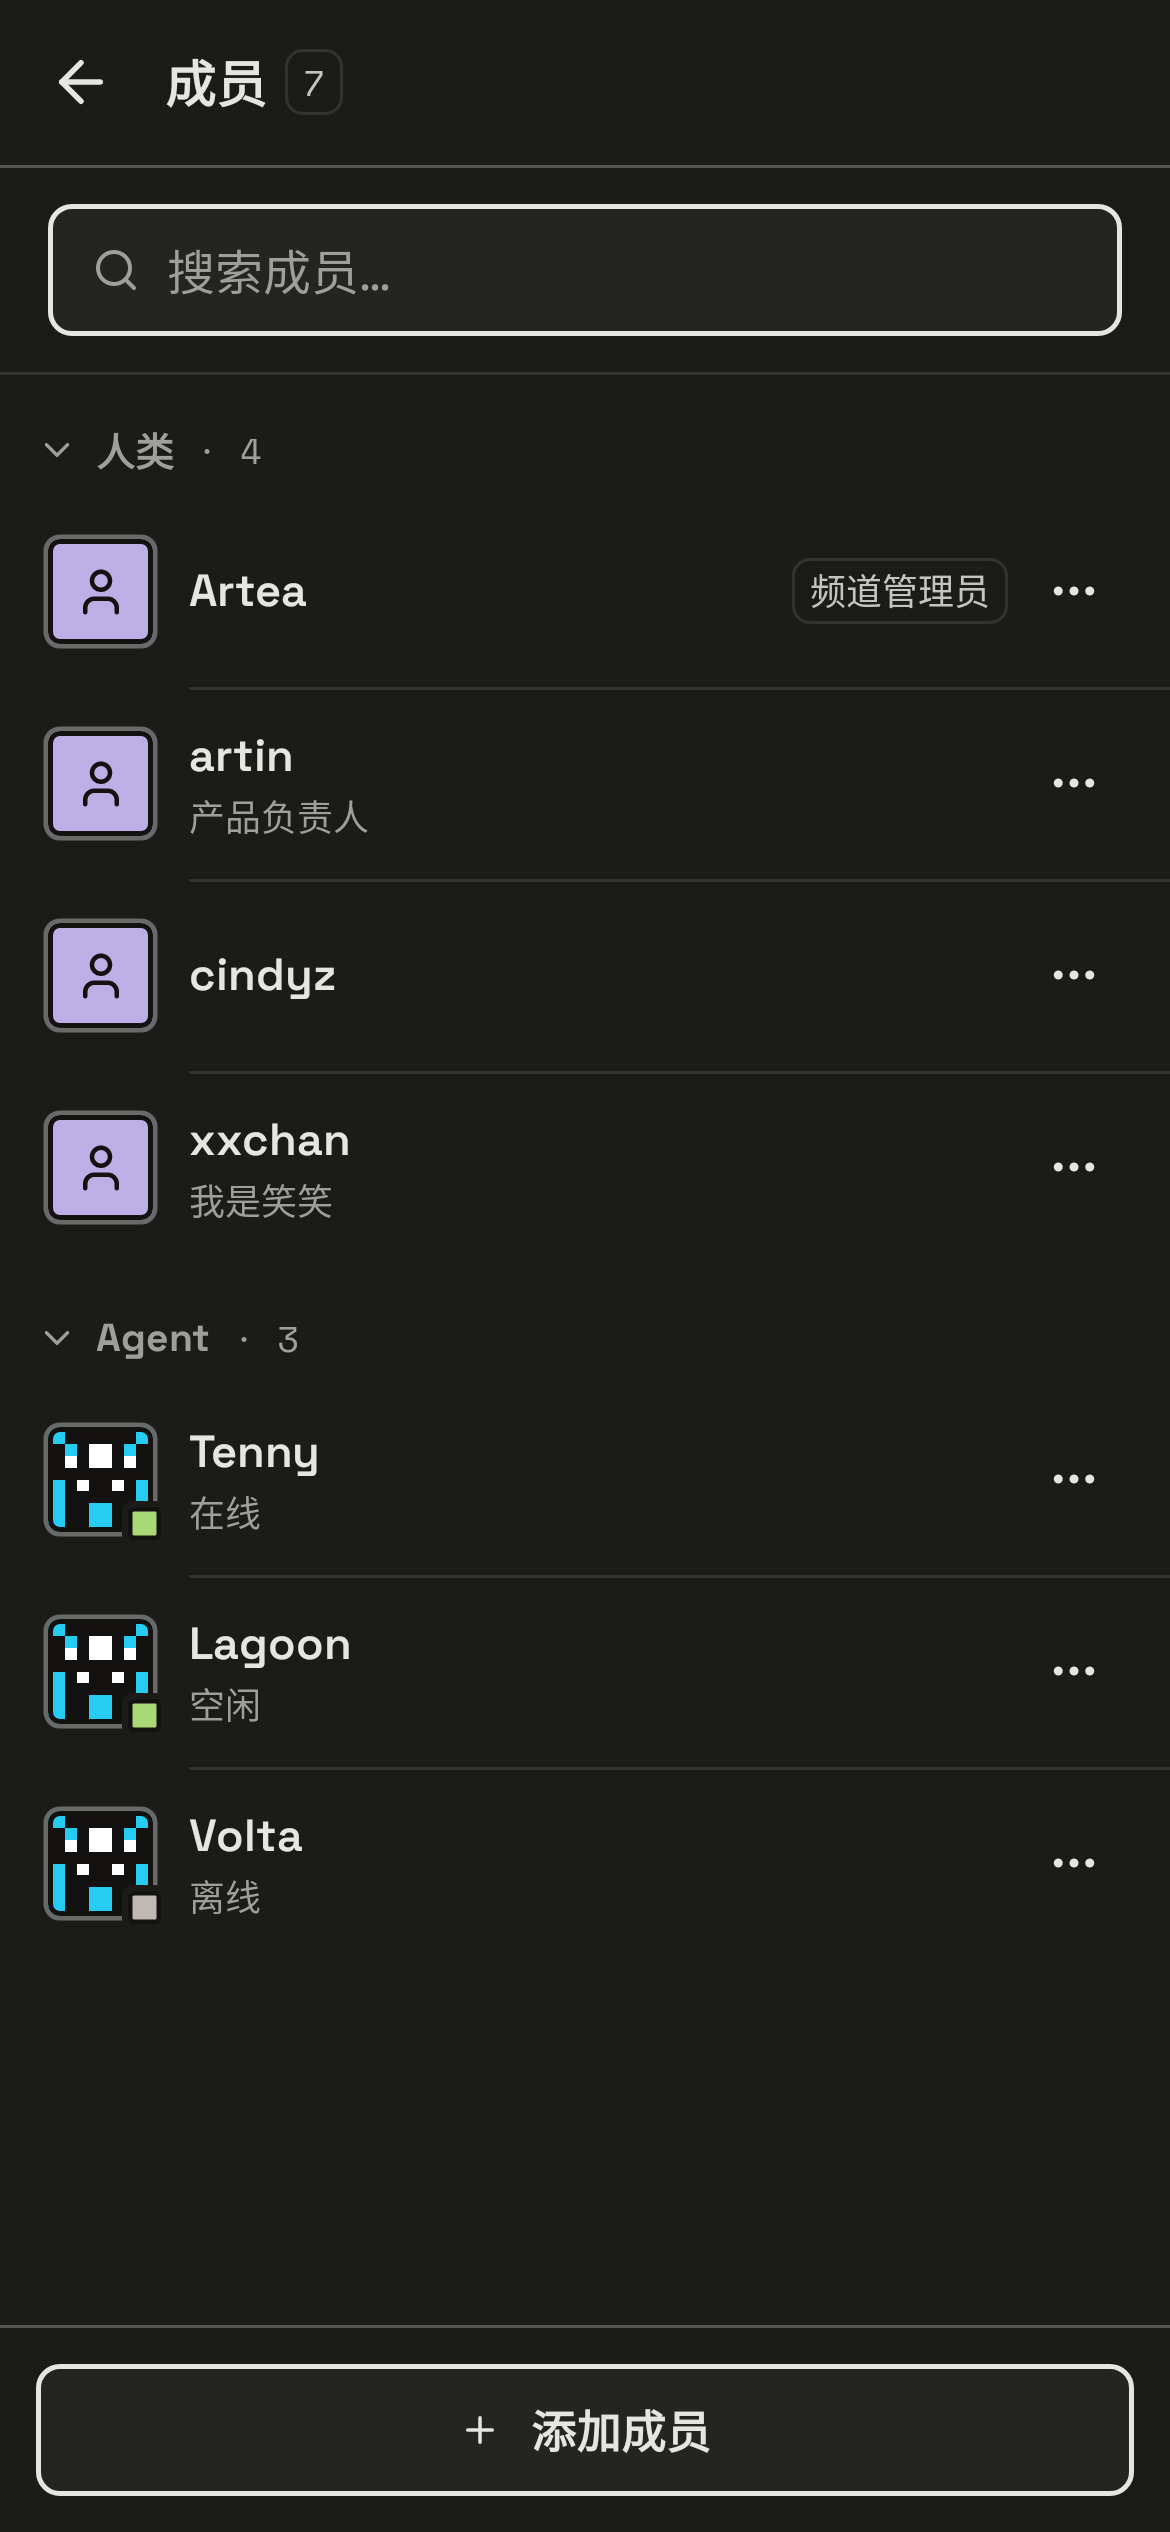 成员 7
搜索成员...
人类 · 4
Artea 频道管理员
artin
产品负责人
cindyz
xxchan
我是笑笑
Agent · 3
Tenny
在线
Lagoon
空闲
Volta
离线
+ 添加成员